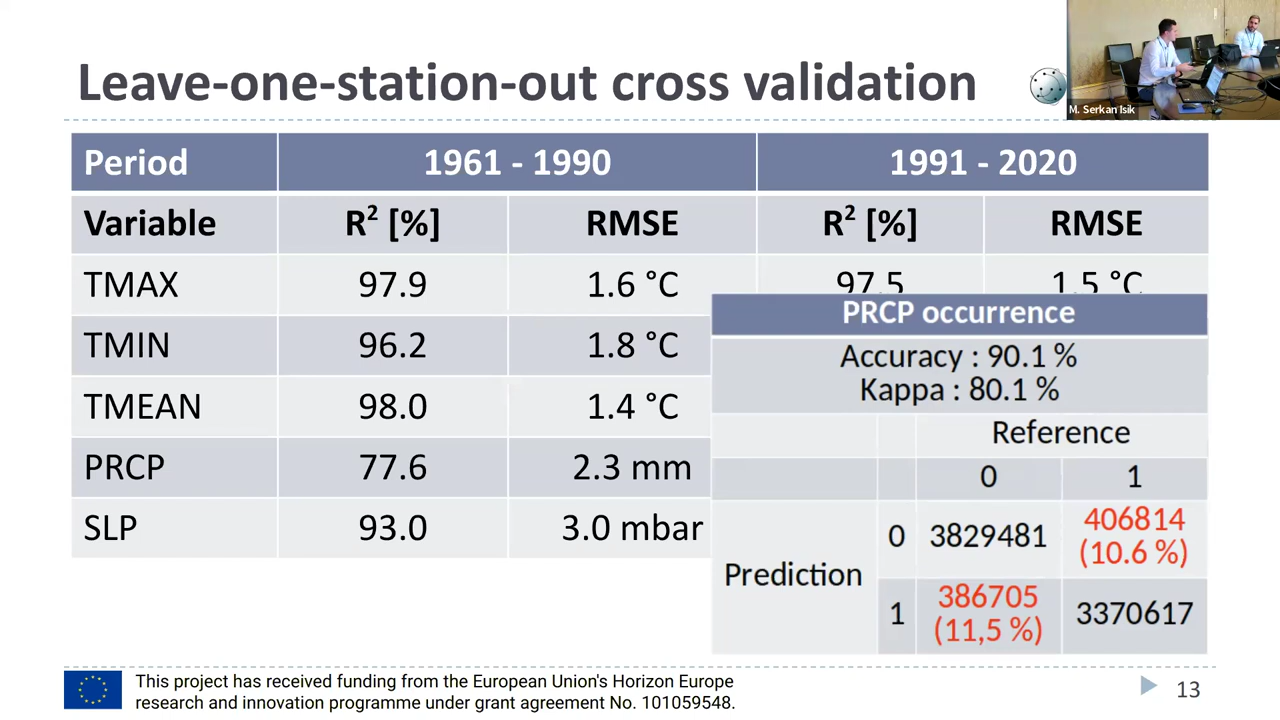 Leave-one-station-out cross validation
M. Serkan Isik
Period 1961 - 1990 1991 - 2020
Variable R² [%] RMSE R² [%] RMSE
TMAX 97.9 1.6 °C 97.5 1.5 °C
TMIN 96.2 1.8 °C
TMEAN 98.0 1.4 °C
PRCP 77.6 2.3 mm
SLP 93.0 3.0 mbar
PRCP occurrence
Accuracy : 90.1 %
Kappa : 80.1 %
Reference
0 1
Prediction
0 3829481 406814
(10.6 %)
1 386705 3370617
(11,5 %)
This project has received funding from the European Union's Horizon Europe
research and innovation programme under grant agreement No. 101059548.
13